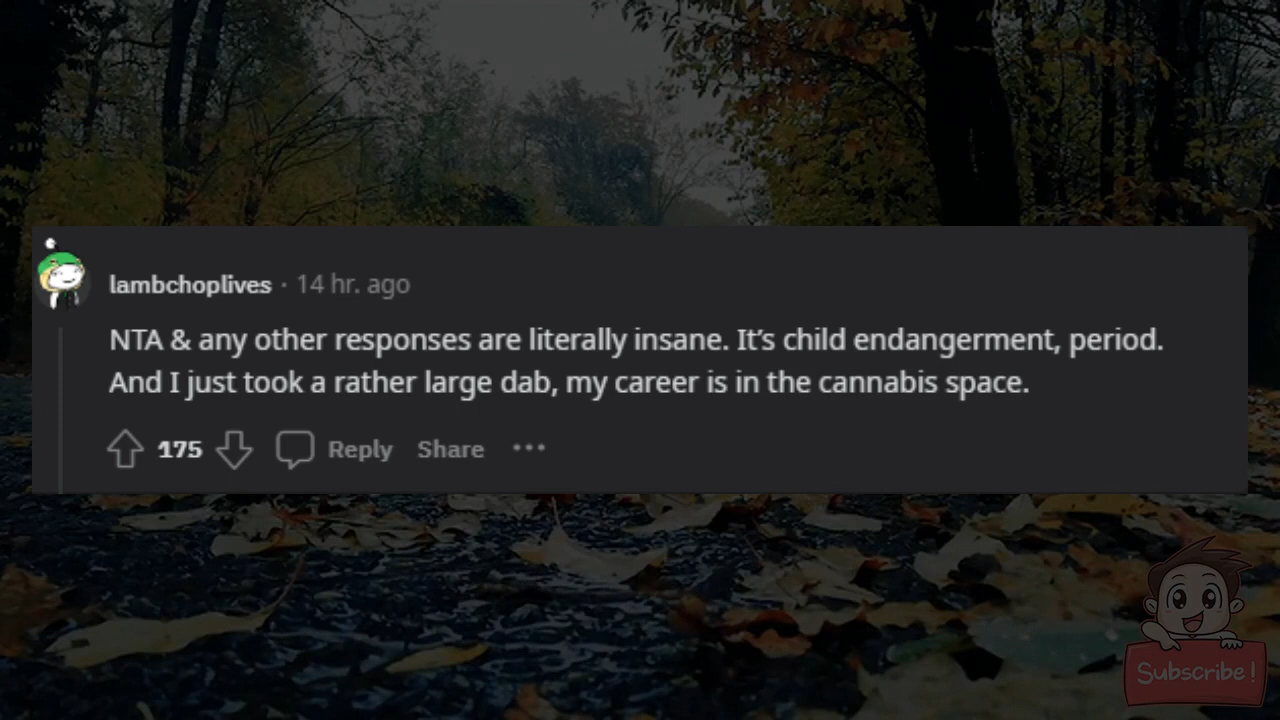 lambchoplives · 14 hr. ago
NTA & any other responses are literally insane. It’s child endangerment, period.
And I just took a rather large dab, my career is in the cannabis space.
175 Reply Share ···
Subscribe!